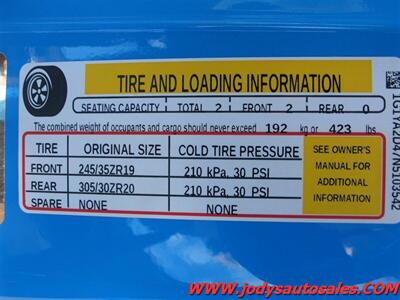 TIRE AND LOADING INFORMATION
SEATING CAPACITY TOTAL 2 FRONT 2 REAR 0
The combined weight of occupants and cargo should never exceed 192 kg or 423 lbs
TIRE ORIGINAL SIZE COLD TIRE PRESSURE
FRONT 245/35ZR19 210 kPa, 30 PSI
REAR 305/30ZR20 210 kPa, 30 PSI
SPARE NONE NONE
SEE OWNER'S
MANUAL FOR
ADDITIONAL
INFORMATION
www.jodysautosales.COM